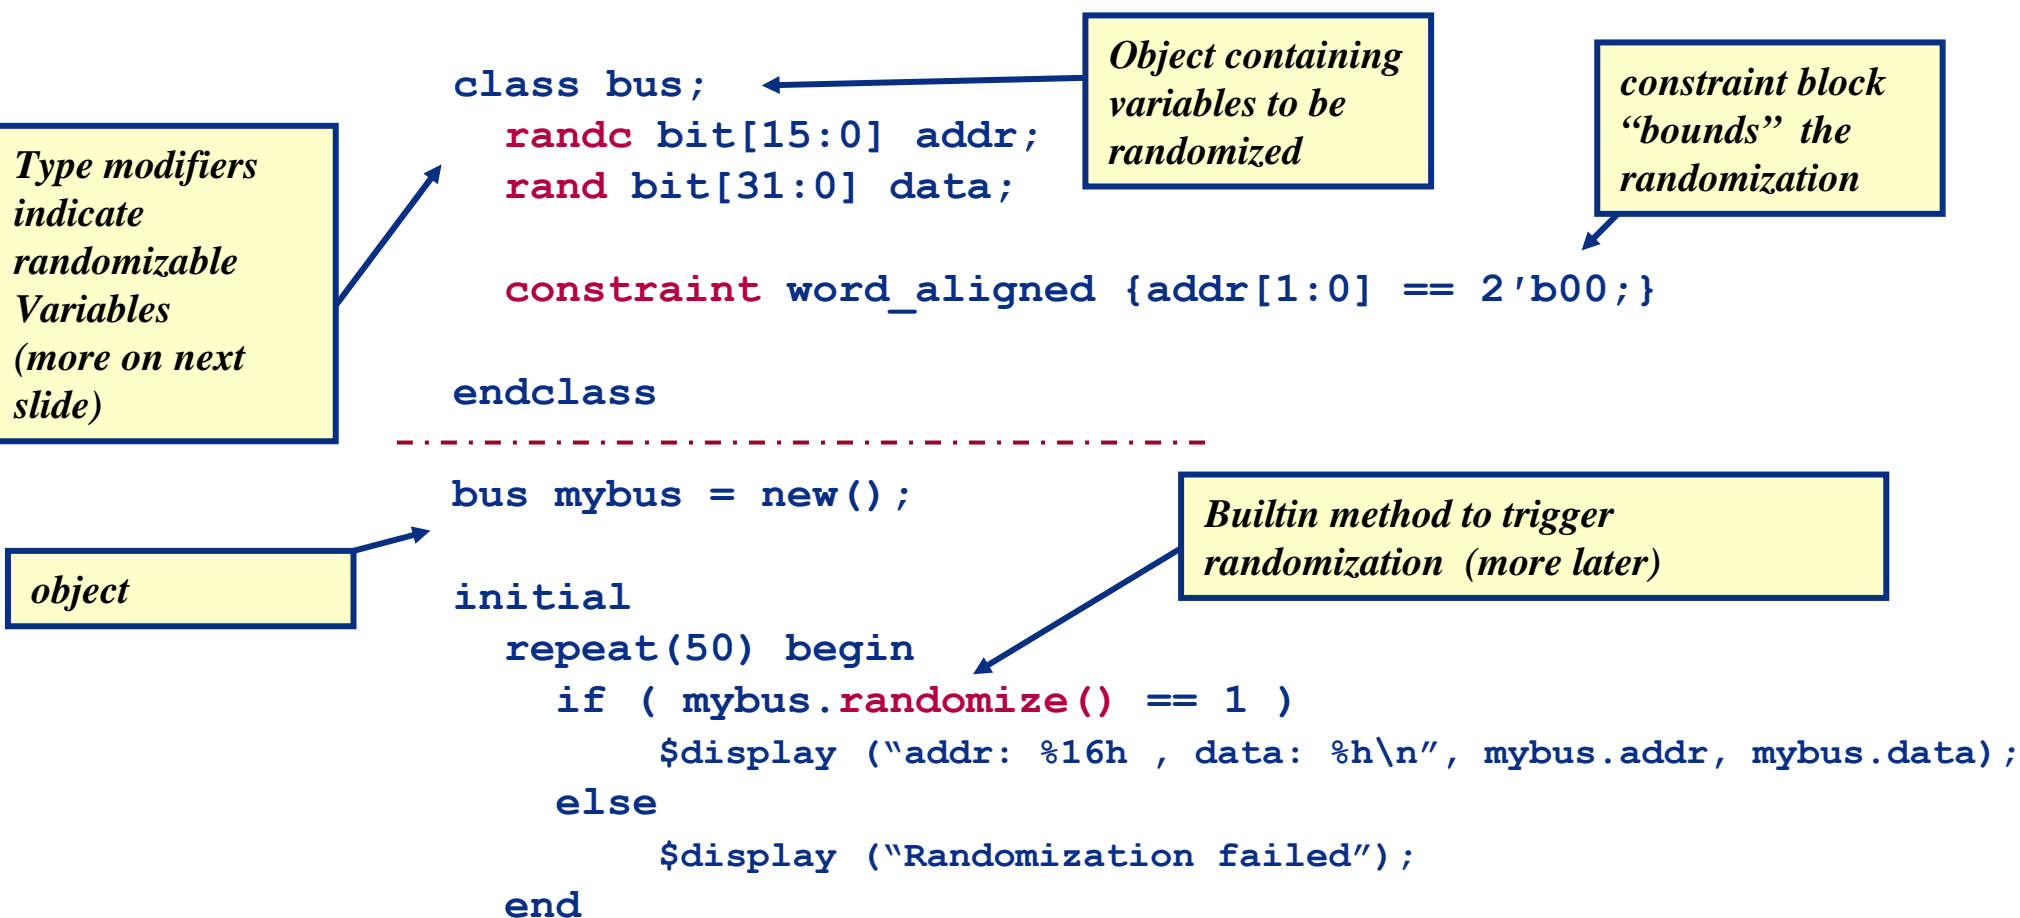 class bus;
randc bit[15:0] addr;
rand bit[31:0] data;
constraint word_aligned {addr[1:0] == 2'b00;}
endclass
Object containing
variables to be
randomized
constraint block
“bounds”  the
randomization
Type modifiers
indicate
randomizable
Variables
(more on next
slide)
bus mybus = new();
object
Builtin method to trigger
randomization  (more later)
initial
repeat(50) begin
if ( mybus.randomize() == 1 )
$display (“addr: %16h , data: %h\n”, mybus.addr, mybus.data);
else
$display (“Randomization failed”);
end